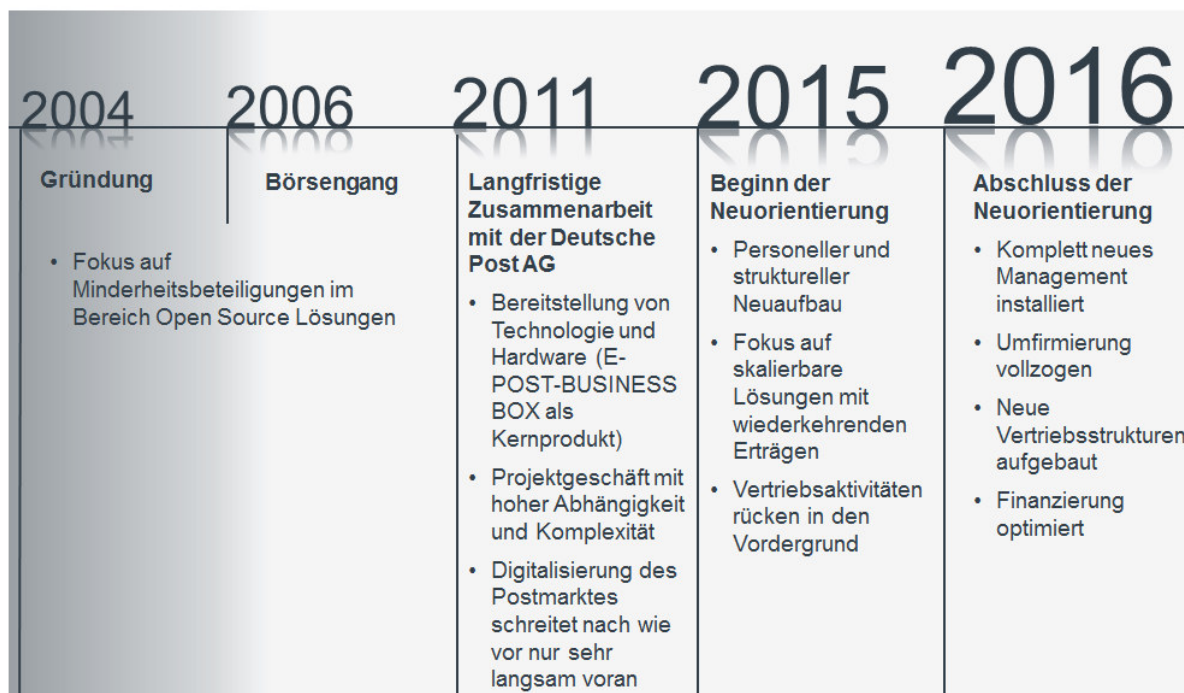 2004
Gründung
2006
Börsengang
• Fokus auf
Minderheitsbeteiligungen im
Bereich Open Source Lösungen
2011
Langfristige
Zusammenarbeit
mit der Deutsche
Post AG
• Bereitstellung von
Technologie und
Hardware (E-
POST-BUSINESS
BOX als
Kernprodukt)
• Projektgeschäft mit
hoher Abhängigkeit
und Komplexität
• Digitalisierung des
Postmarktes
schreitet nach wie
vor nur sehr
langsam voran
2015
Beginn der
Neuorientierung
• Personeller und
struktureller
Neuaufbau
• Fokus auf
skalierbare
Lösungen mit
wiederkehrenden
Erträgen
• Vertriebsaktivitäten
rücken in den
Vordergrund
2016
Abschluss der
Neuorientierung
• Komplett neues
Management
installiert
• Umfirmierung
vollzogen
• Neue
Vertriebsstrukturen
aufgebaut
• Finanzierung
optimiert